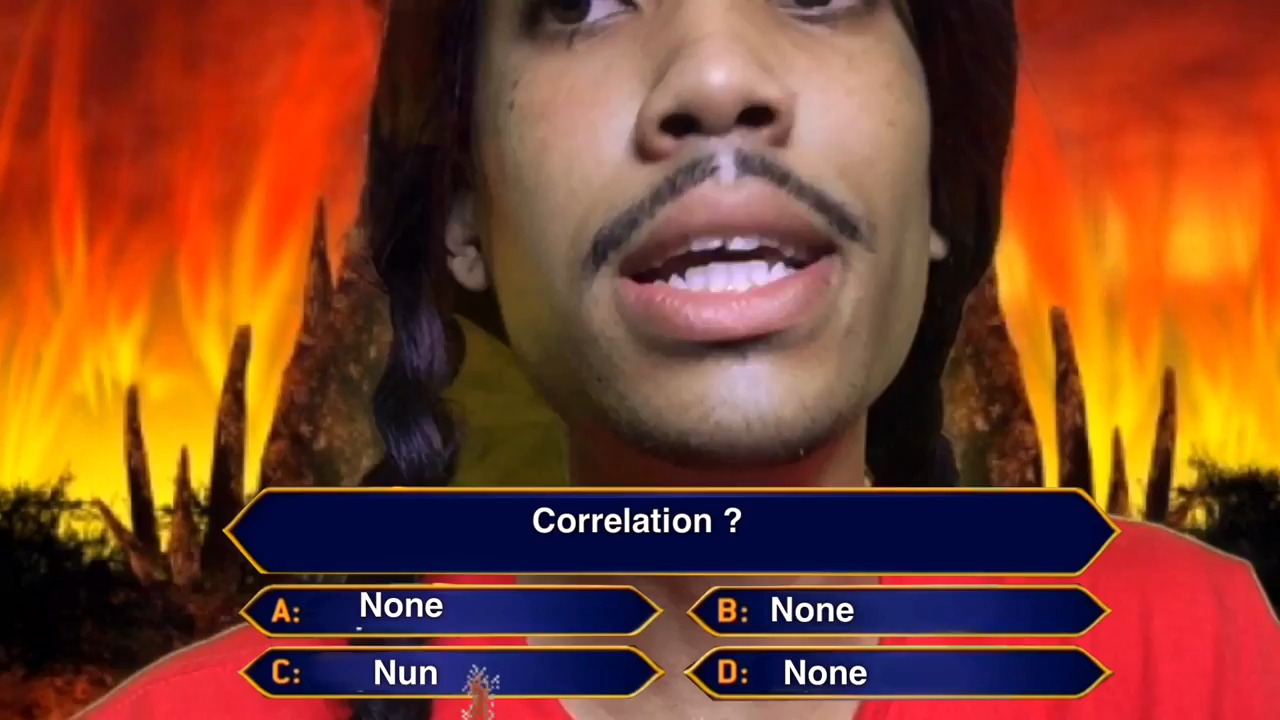 Correlation ?
A: None
B: None
C: Nun
D: None